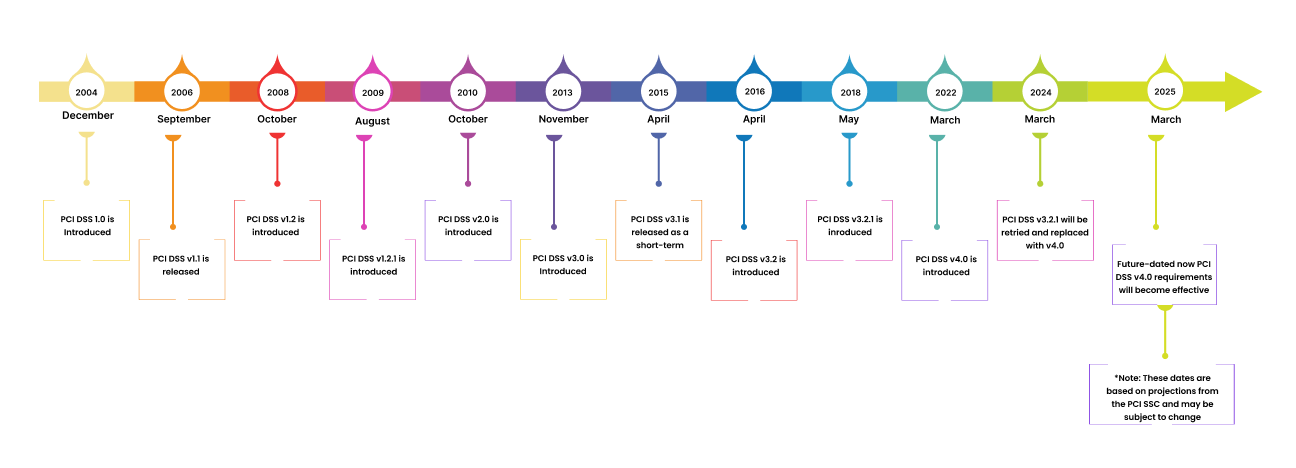 2004
2006
2008
2009
2010
2013
2015
2016
2018
2022
2024
2025
December
September
October
August
October
November
April
April
May
March
March
March
PCI DSS 1.0 is
Introduced
PCI DSS v1.1 is
released
PCI DSS v1.2 is
introduced
PCI DSS v1.2.1 is
introduced
PCI DSS v2.0 is
introduced
PCI DSS v3.0 is
Introduced
PCI DSS v3.1 is
released as a
short-term
PCI DSS v3.2 is
introduced
PCI DSS v3.2.1 is
inroduced
PCI DSS v4.0 is
introduced
PCI DSS v3.2.1 will be
retried and replaced
with v4.0
Future-dated now PCI
DSS v4.0 requirements
will become effective
*Note: These dates are
based on projections from
the PCI SSC and may be
subject to change